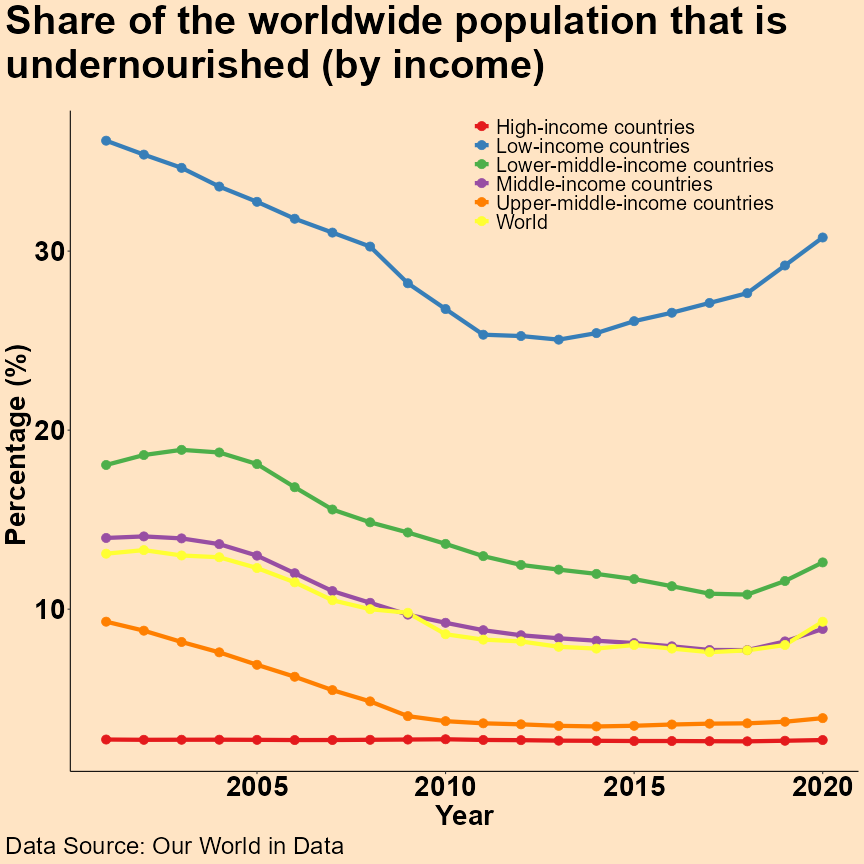 Share of the worldwide population that is
undernourished (by income)
High-income countries
Low-income countries
Lower-middle-income countries
Middle-income countries
Upper-middle-income countries
World
Percentage (%)
30
20
10
2005
2010
2015
2020
Year
Data Source: Our World in Data